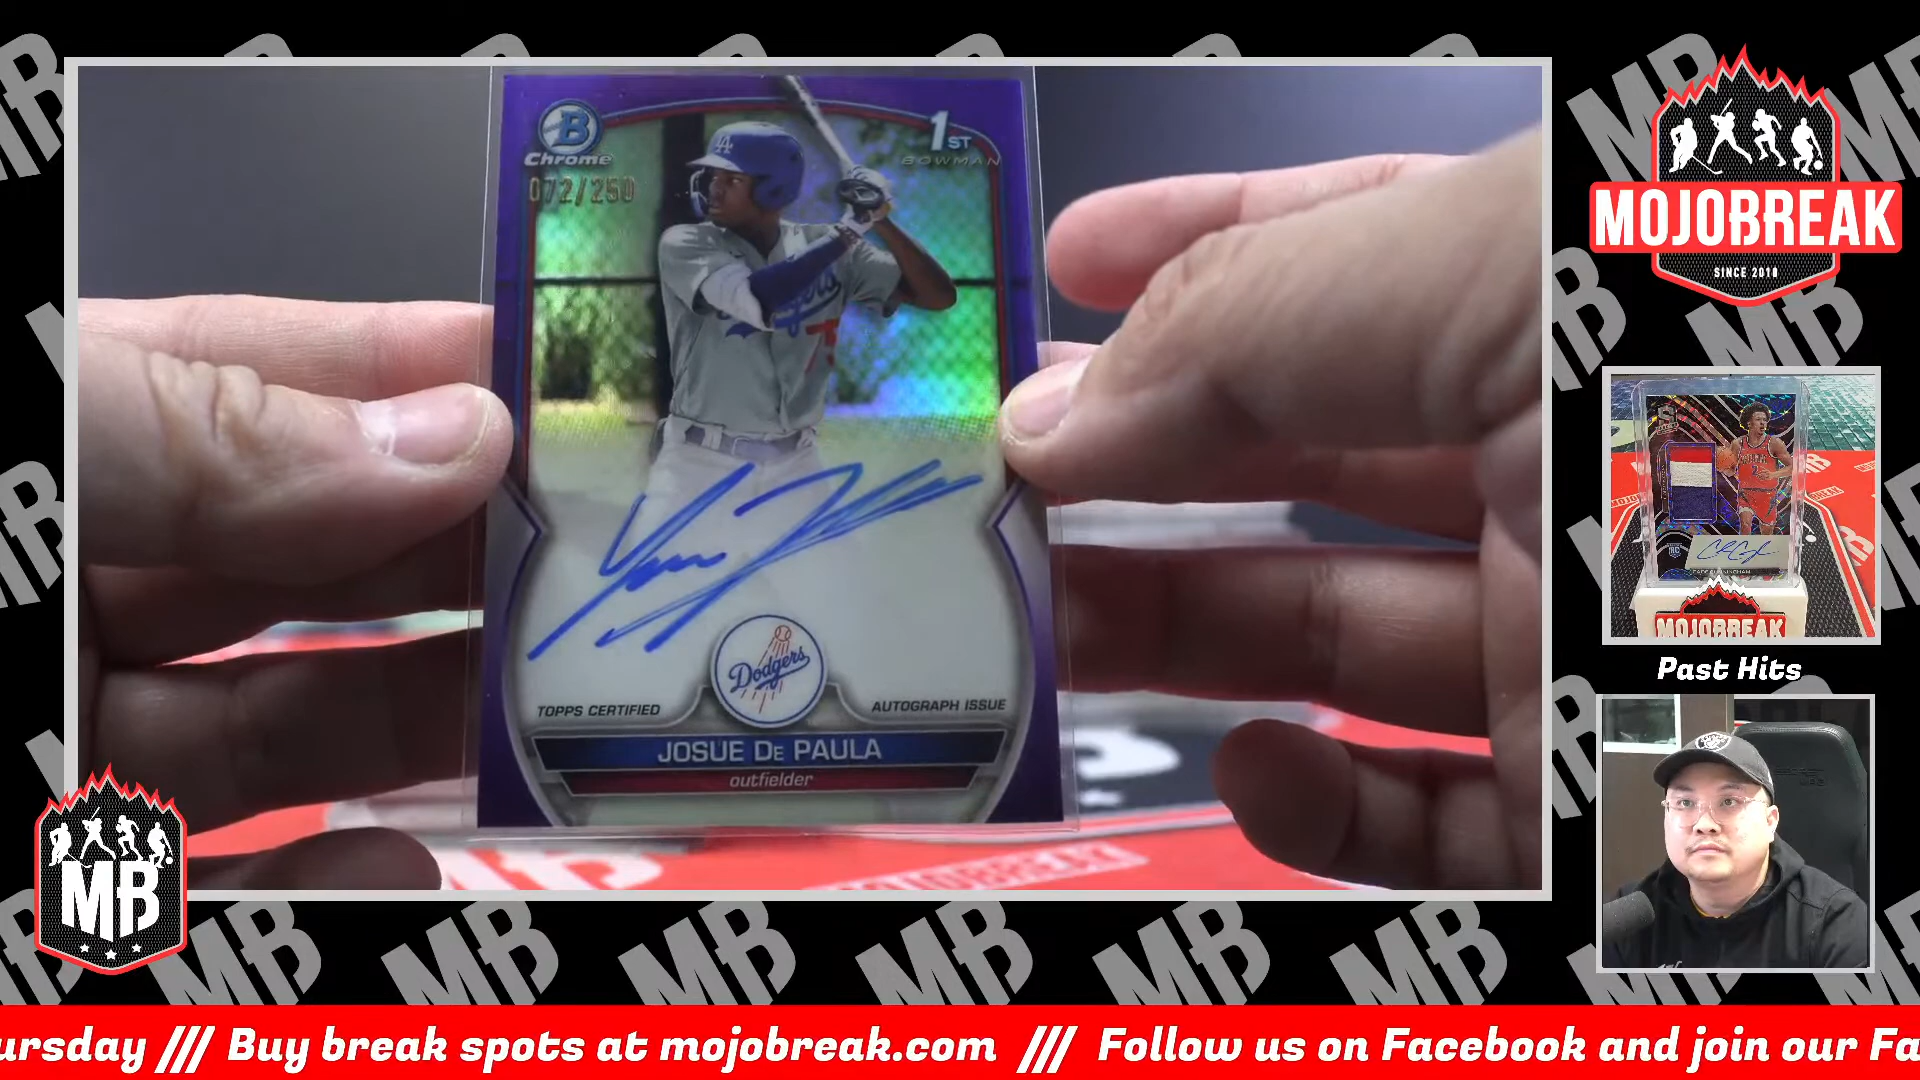 B
Chrome
1ST
BOWMAN
072/250
Dodgers
TOPPS CERTIFIED
AUTOGRAPH ISSUE
JOSUE DE PAULA
outfielder
MOJOBREAK
SINCE 2010
MOJOBREAK
Past Hits
MB
ursday /// Buy break spots at mojobreak.com /// Follow us on Facebook and join our Fa